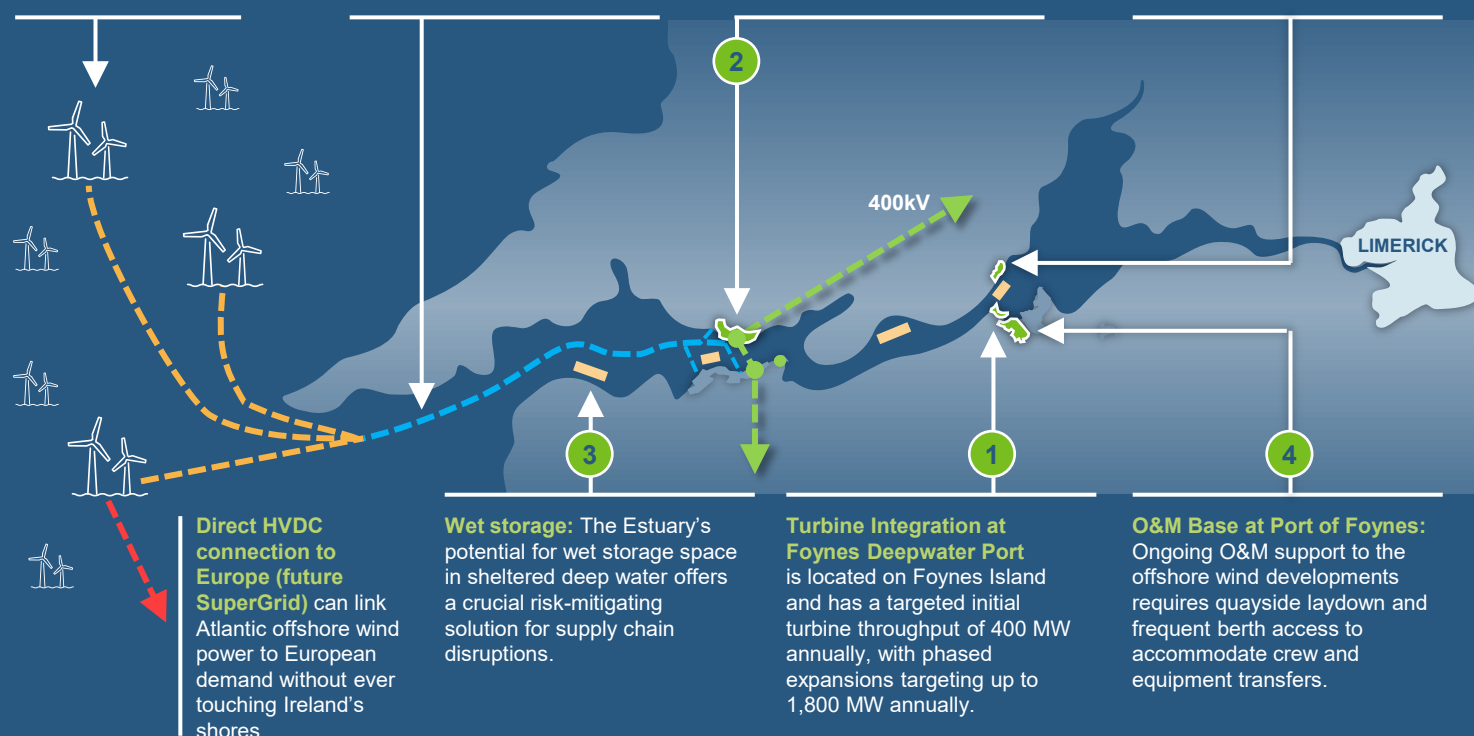 2
400kV
LIMERICK
3
1
4
Direct HVDC
connection to
Europe (future
SuperGrid) can link
Atlantic offshore wind
power to European
demand without ever
touching Ireland's
shores
Wet storage: The Estuary's
potential for wet storage space
in sheltered deep water offers
a crucial risk-mitigating
solution for supply chain
disruptions.
Turbine Integration at
Foynes Deepwater Port
is located on Foynes Island
and has a targeted initial
turbine throughput of 400 MW
annually, with phased
expansions targeting up to
1,800 MW annually.
O&M Base at Port of Foynes:
Ongoing O&M support to the
offshore wind developments
requires quayside laydown and
frequent berth access to
accommodate crew and
equipment transfers.